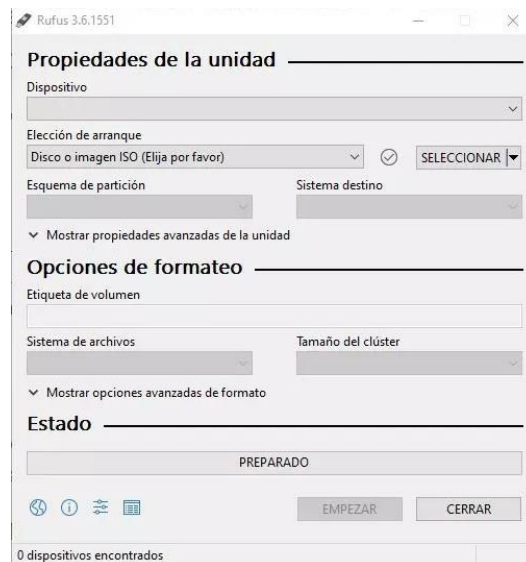 Rufus 3.6.1551
Propiedades de la unidad
Dispositivo
Elección de arranque
Disco o imagen ISO (Elija por favor)
SELECCIONAR
Esquema de partición
Sistema destino
Mostrar propiedades avanzadas de la unidad
Opciones de formateo
Etiqueta de volumen
Sistema de archivos
Tamaño del clúster
Mostrar opciones avanzadas de formato
Estado
PREPARADO
EMPEZAR
CERRAR
0 dispositivos encontrados